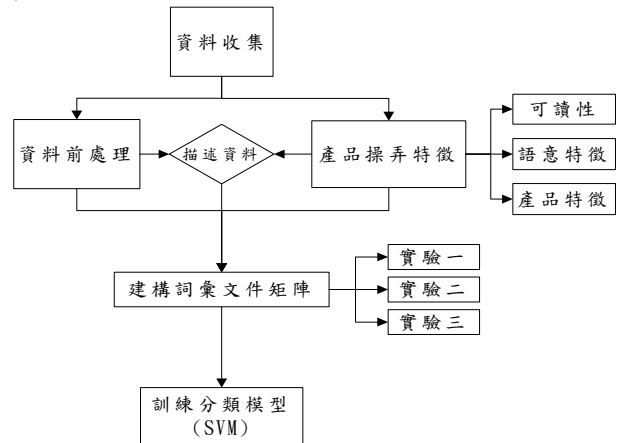 資料收集
資料前處理
描述資料
產品操弄特徵
可讀性
語意特徵
產品特徵
建構詞彙文件矩陣
實驗一
實驗二
實驗三
訓練分類模型
(SVM)